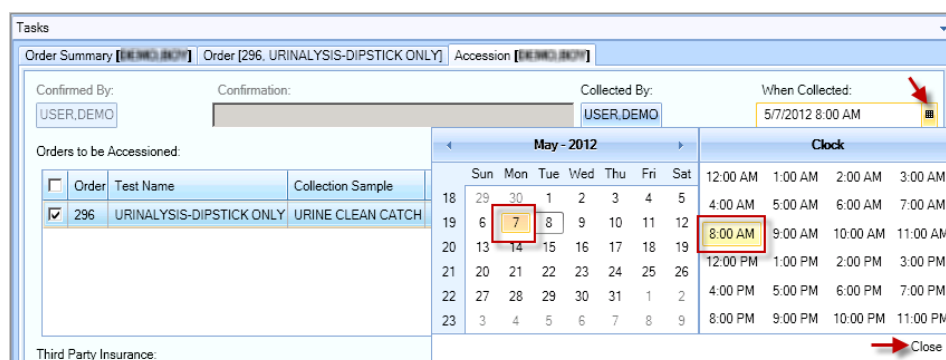 Tasks
Order Summary [ ] Order [296, URINALYSIS-DIPSTICK ONLY] Accession [ ]
Confirmed By: Confirmation: Collected By: When Collected:
USER,DEMO USER,DEMO 5/7/2012 8:00 AM
Orders to be Accessioned:
Order Test Name Collection Sample
296 URINALYSIS-DIPSTICK ONLY URINE CLEAN CATCH
May - 2012
Sun Mon Tue Wed Thu Fri Sat
18 29 30 1 2 3 4 5
19 6 7 8 9 10 11 12
20 13 14 15 16 17 18 19
21 20 21 22 23 24 25 26
22 27 28 29 30 31 1 2
23 3 4 5 6 7 8 9
Clock
12:00 AM 1:00 AM 2:00 AM 3:00 AM
4:00 AM 5:00 AM 6:00 AM 7:00 AM
8:00 AM 9:00 AM 10:00 AM 11:00 AM
12:00 PM 1:00 PM 2:00 PM 3:00 PM
4:00 PM 5:00 PM 6:00 PM 7:00 PM
8:00 PM 9:00 PM 10:00 PM 11:00 PM
Close
Third Party Insurance: